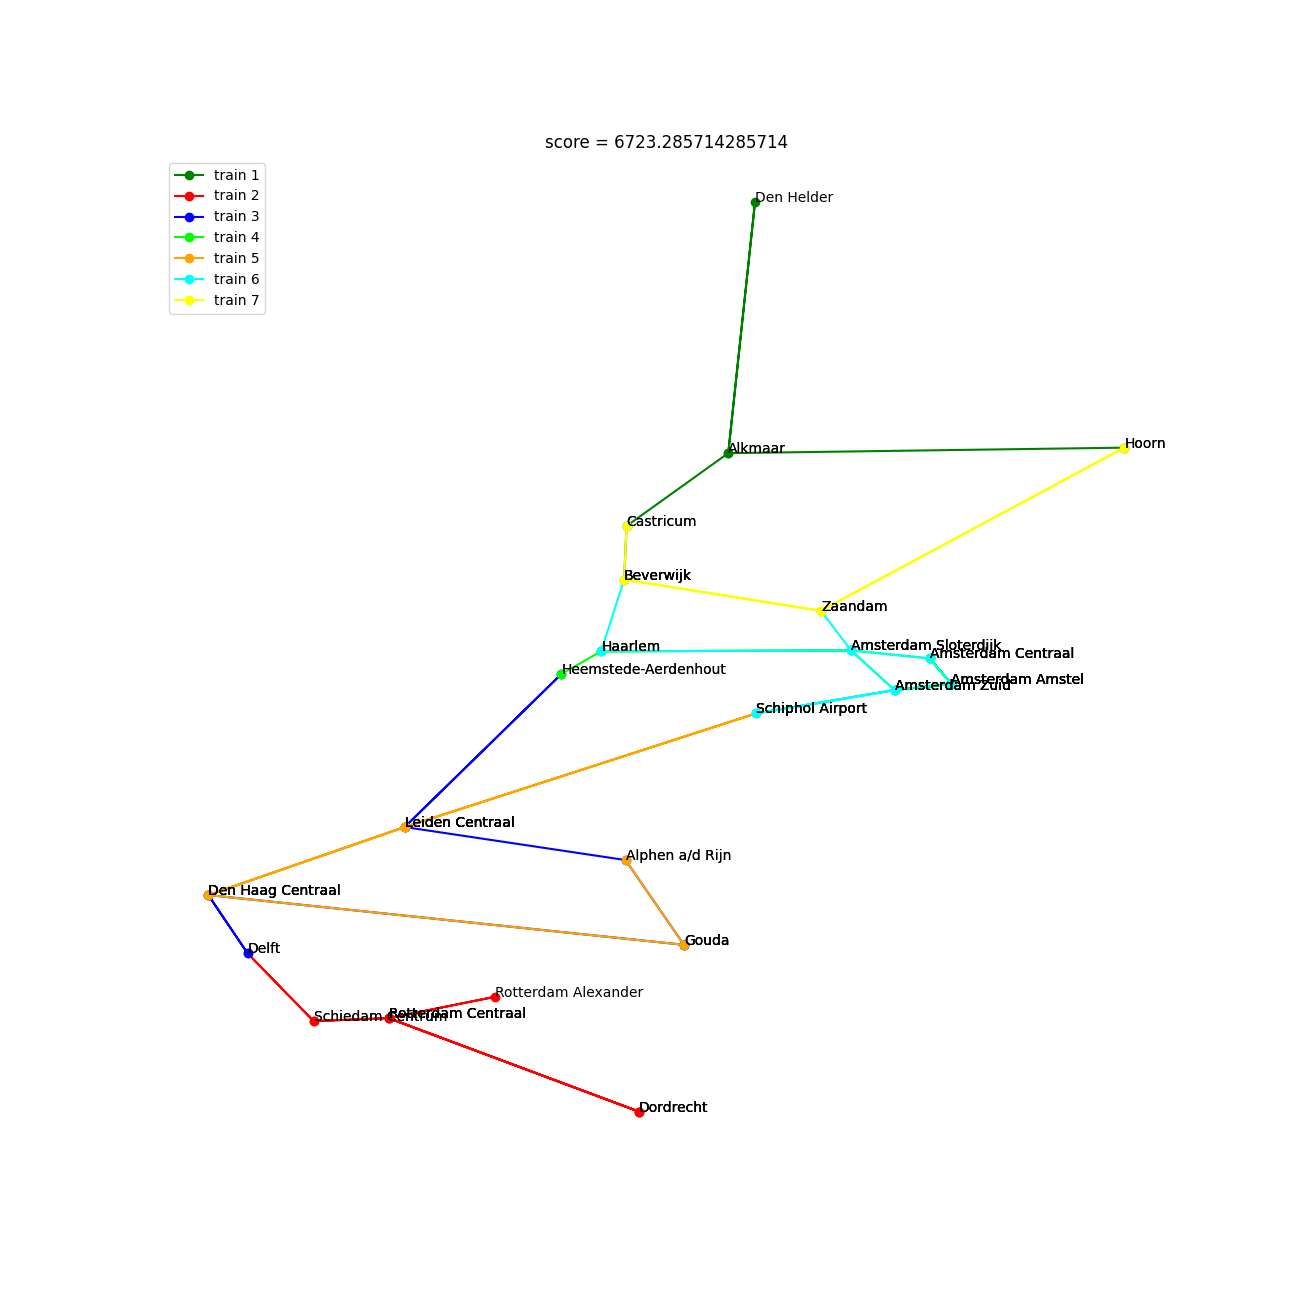 score = 6723.285714285714
train 1
train 2
train 3
train 4
train 5
train 6
train 7
Den Helder
Hoorn
Alkmaar
Castricum
Beverwijk
Zaandam
Haarlem
Amsterdam Sloterdijk
Amsterdam Centraal
Heemstede-Aerdenhout
Amsterdam Amstel
Amsterdam Zuid
Schiphol Airport
Leiden Centraal
Alphen a/d Rijn
Den Haag Centraal
Gouda
Delft
Rotterdam Alexander
Rotterdam Centraal
Schiedam Centrum
Dordrecht